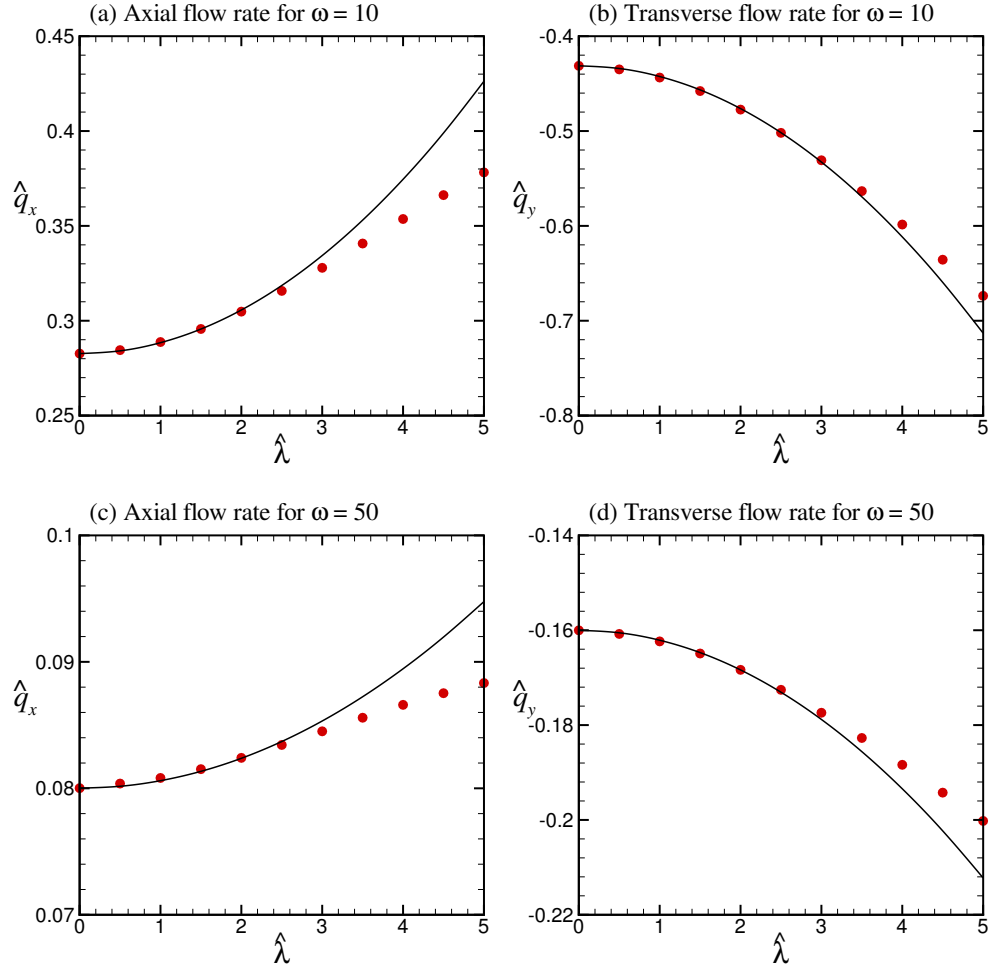 (a) Axial flow rate for ω = 10
0.45
0.4
0.35
0.3
0.25
q̂x
0 1 2 3 4 5
λ̂
(b) Transverse flow rate for ω = 10
-0.4
-0.5
-0.6
-0.7
-0.8
q̂y
0 1 2 3 4 5
λ̂
(c) Axial flow rate for ω = 50
0.1
0.09
0.08
0.07
q̂x
0 1 2 3 4 5
λ̂
(d) Transverse flow rate for ω = 50
-0.14
-0.16
-0.18
-0.2
-0.22
q̂y
0 1 2 3 4 5
λ̂